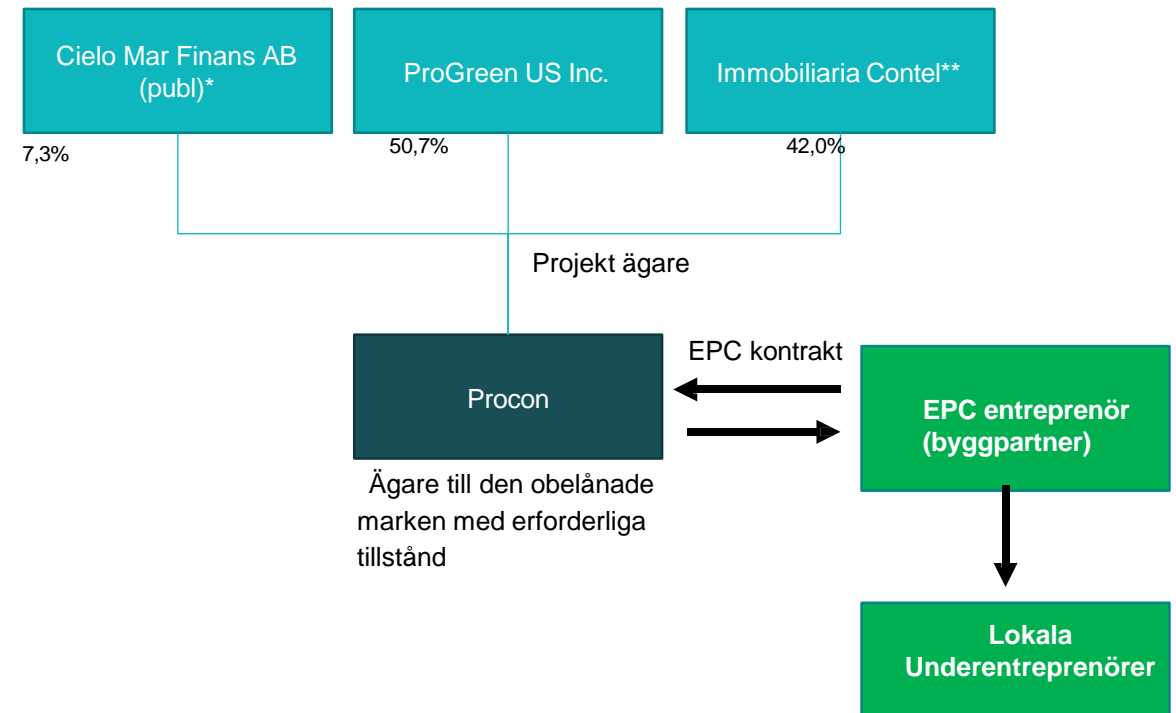 Cielo Mar Finans AB
(publ)*
ProGreen US Inc.
Immobiliaria Contel**
7,3%
50,7%
42,0%
Projekt ägare
EPC kontrakt
Procon
EPC entreprenör
(byggpartner)
Ägare till den obelånade
marken med erforderliga
tillstånd
Lokala
Underentreprenörer